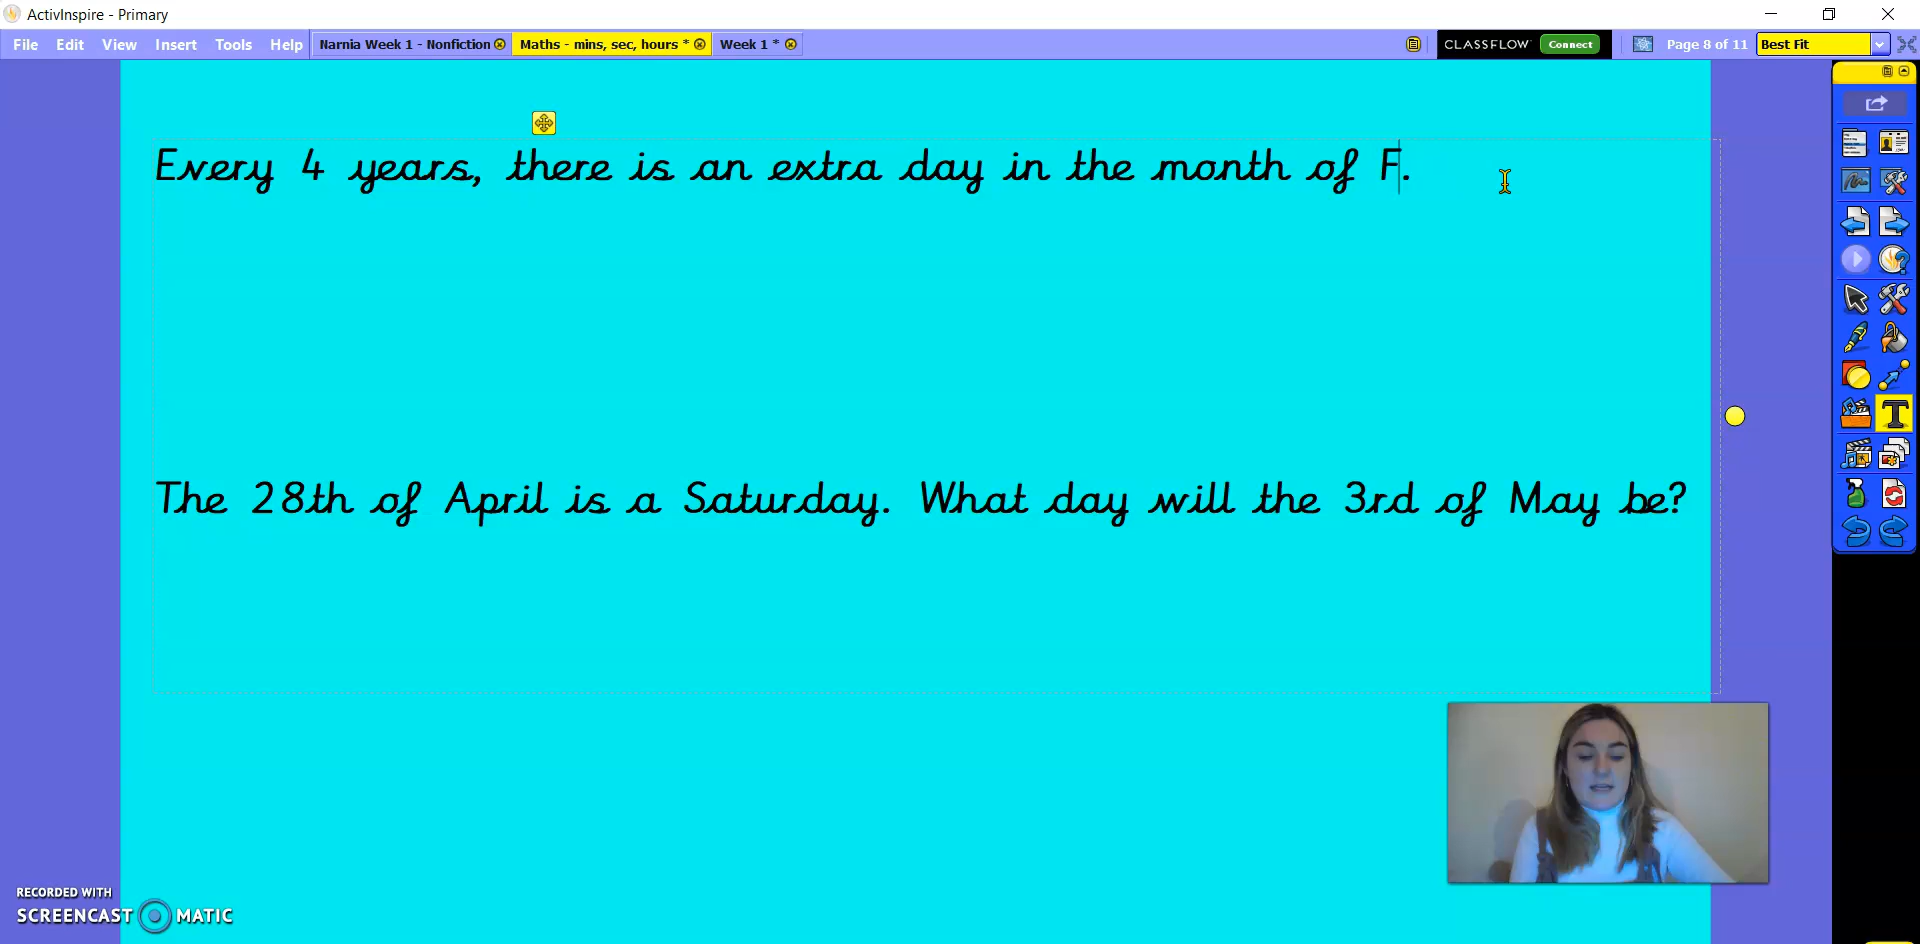 ActivInspire - Primary
File Edit View Insert Tools Help Narnia Week 1 - Nonfiction Maths - mins, sec, hours * Week 1 * CLASSFLOW Connect Page 8 of 11 Best Fit
Every 4 years, there is an extra day in the month of F.
The 28th of April is a Saturday. What day will the 3rd of May be?
RECORDED WITH
SCREENCAST MATIC